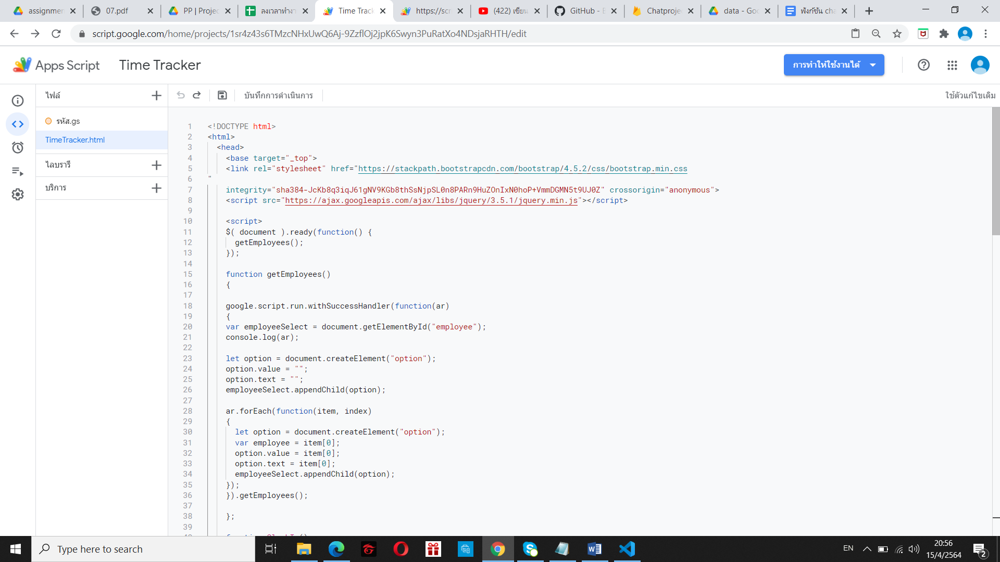 assignmen
07.pdf
PP | Projec
ลงเวลาทำงา
Time Track
https://scr
(422) เขียน
GitHub - E
Chatproje
data - Goo
ฟังก์ชัน cha
script.google.com/home/projects/1sr4z43s6TMzcNHxUwQ6Aj-9ZzflOj2jpK6Swyn3PuRatXo4NDsjaRHTH/edit
Apps Script
Time Tracker
การทำให้ใช้งานได้
ไฟล์
บันทึกการดำเนินการ
ใช้ตัวแก้ไขเดิม
รหัส.gs
TimeTracker.html
ไลบรารี
บริการ
1 <!DOCTYPE html>
2 <html>
3 <head>
4 <base target="_top">
5 <link rel="stylesheet" href="https://stackpath.bootstrapcdn.com/bootstrap/4.5.2/css/bootstrap.min.css
6 "
7 integrity="sha384-JcKb8q3iqJ61gNV9KGb8thSsNjpSL0n8PARn9HuZOnIxN0hoP+VmmDGMN5t9UJ0Z" crossorigin="anonymous">
8 <script src="https://ajax.googleapis.com/ajax/libs/jquery/3.5.1/jquery.min.js"></script>
9
10 <script>
11 $( document ).ready(function() {
12 getEmployees();
13 });
14
15 function getEmployees()
16 {
17
18 google.script.run.withSuccessHandler(function(ar)
19 {
20 var employeeSelect = document.getElementById("employee");
21 console.log(ar);
22
23 let option = document.createElement("option");
24 option.value = "";
25 option.text = "";
26 employeeSelect.appendChild(option);
27
28 ar.forEach(function(item, index)
29 {
30 let option = document.createElement("option");
31 var employee = item[0];
32 option.value = item[0];
33 option.text = item[0];
34 employeeSelect.appendChild(option);
35 });
36 }).getEmployees();
37
38 };
39
Type here to search
EN
20:56
15/4/2564
2